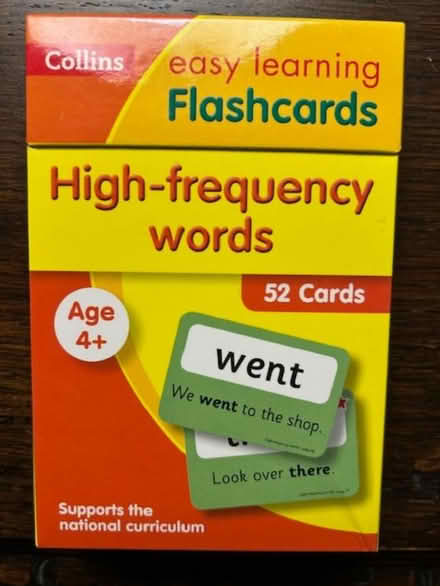 Collins
easy learning
Flashcards
High-frequency
words
52 Cards
Age
4+
went
We went to the shop.
Look over there.
Supports the
national curriculum